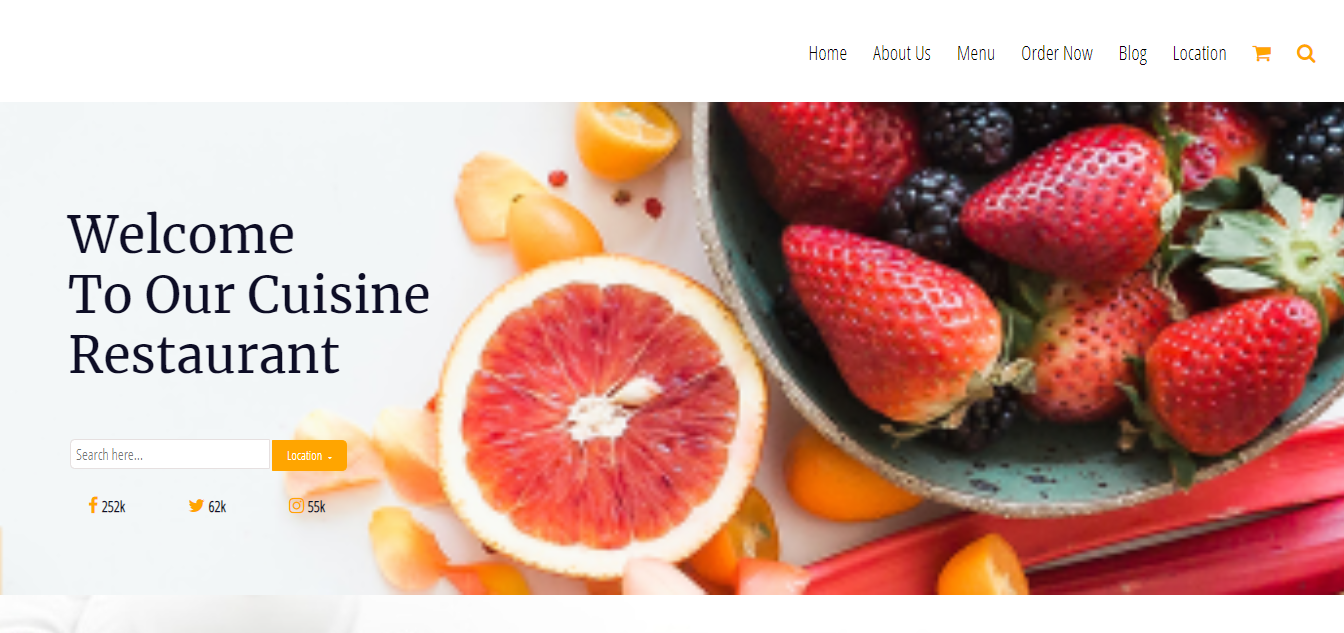 Home About Us Menu Order Now Blog Location
Welcome
To Our Cuisine
Restaurant
Search here... Location
252k 62k 55k